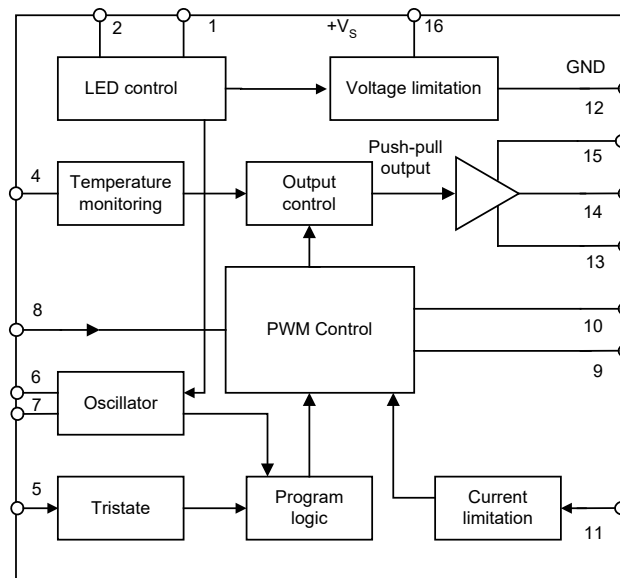 2
1
+VS
16
LED control
Voltage limitation
GND
12
Push-pull
output
15
4
Temperature
monitoring
Output
control
14
13
8
PWM Control
10
9
6
7
Oscillator
5
Tristate
Program
logic
Current
limitation
11